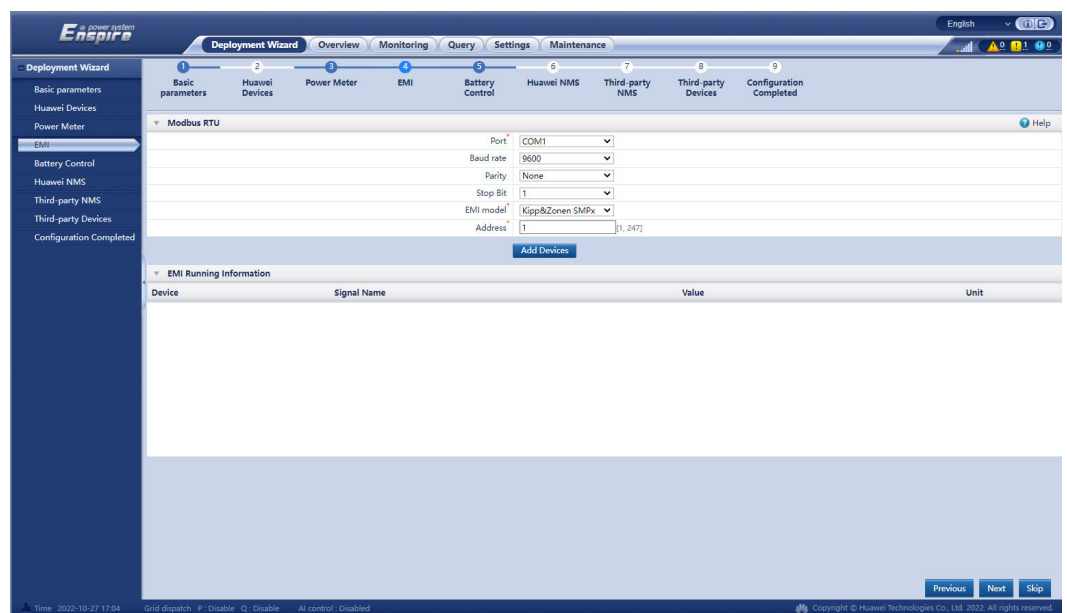 e power system
Enspire
English
Deployment Wizard Overview Monitoring Query Settings Maintenance
0 1 0
Deployment Wizard
Basic parameters
Huawei Devices
Power Meter
EMI
Battery Control
Huawei NMS
Third-party NMS
Third-party Devices
Configuration Completed
1 2 3 4 5 6 7 8 9
Basic parameters
Huawei Devices
Power Meter
EMI
Battery Control
Huawei NMS
Third-party NMS
Third-party Devices
Configuration Completed
Modbus RTU
Help
Port* COM1
Baud rate 9600
Parity None
Stop Bit 1
EMI model* Kipp&Zonen SMPx
Address* 1 [1, 247]
Add Devices
EMI Running Information
Device Signal Name Value Unit
Previous Next Skip
Time 2022-10-27 17:04 Grid dispatch P : Disable Q : Disable AI control : Disabled
Copyright © Huawei Technologies Co., Ltd. 2022. All rights reserved.